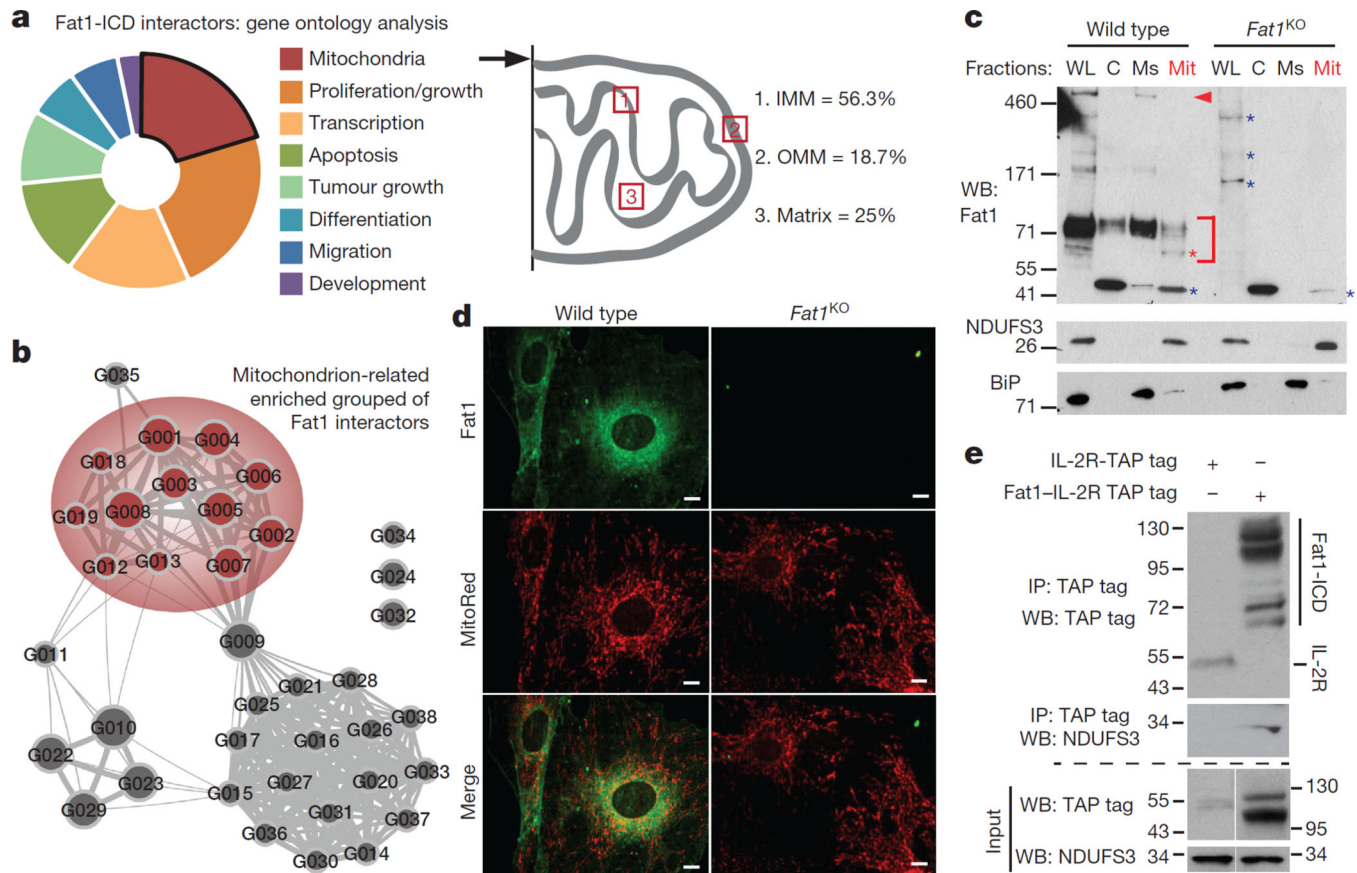 a
Fat1-ICD interactors: gene ontology analysis
Mitochondria
Proliferation/growth
Transcription
Apoptosis
Tumour growth
Differentiation
Migration
Development
1
2
3
1. IMM = 56.3%
2. OMM = 18.7%
3. Matrix = 25%
b
Mitochondrion-related
enriched grouped of
Fat1 interactors
G035
G001
G004
G018
G003
G006
G019
G008
G005
G002
G012
G013
G007
G034
G024
G032
G009
G011
G021
G028
G025
G038
G010
G017
G016
G026
G022
G023
G027
G020
G033
G015
G029
G031
G037
G036
G014
G030
c
Wild type
Fat1KO
Fractions: WL C Ms Mit WL C Ms Mit
460
171
WB:
Fat1
71
55
41
*
*
*
*
*
*
NDUFS3
26
BiP
71
d
Wild type
Fat1KO
Fat1
MitoRed
Merge
e
IL-2R-TAP tag + –
Fat1–IL-2R TAP tag – +
130
95
IP: TAP tag
WB: TAP tag
72
55
43
Fat1-ICD
IL-2R
IP: TAP tag
WB: NDUFS3
34
Input
WB: TAP tag
55
43
130
95
WB: NDUFS3
34
34